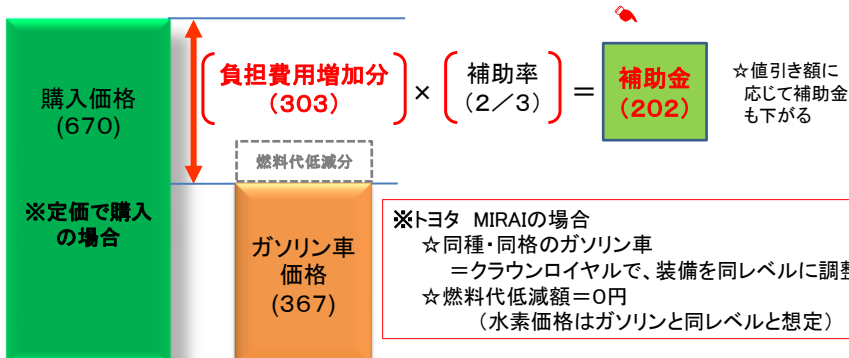 購入価格
(670)
※定価で購入
の場合
負担費用増加分
(303)
×
補助率
(2/3)
=
補助金
(202)
☆値引き額に
応じて補助金
も下がる
燃料代低減分
ガソリン車
価格
(367)
※トヨタ MIRAIの場合
☆同種・同格のガソリン車
=クラウンロイヤルで、装備を同レベルに調整
☆燃料代低減額=0円
(水素価格はガソリンと同レベルと想定)